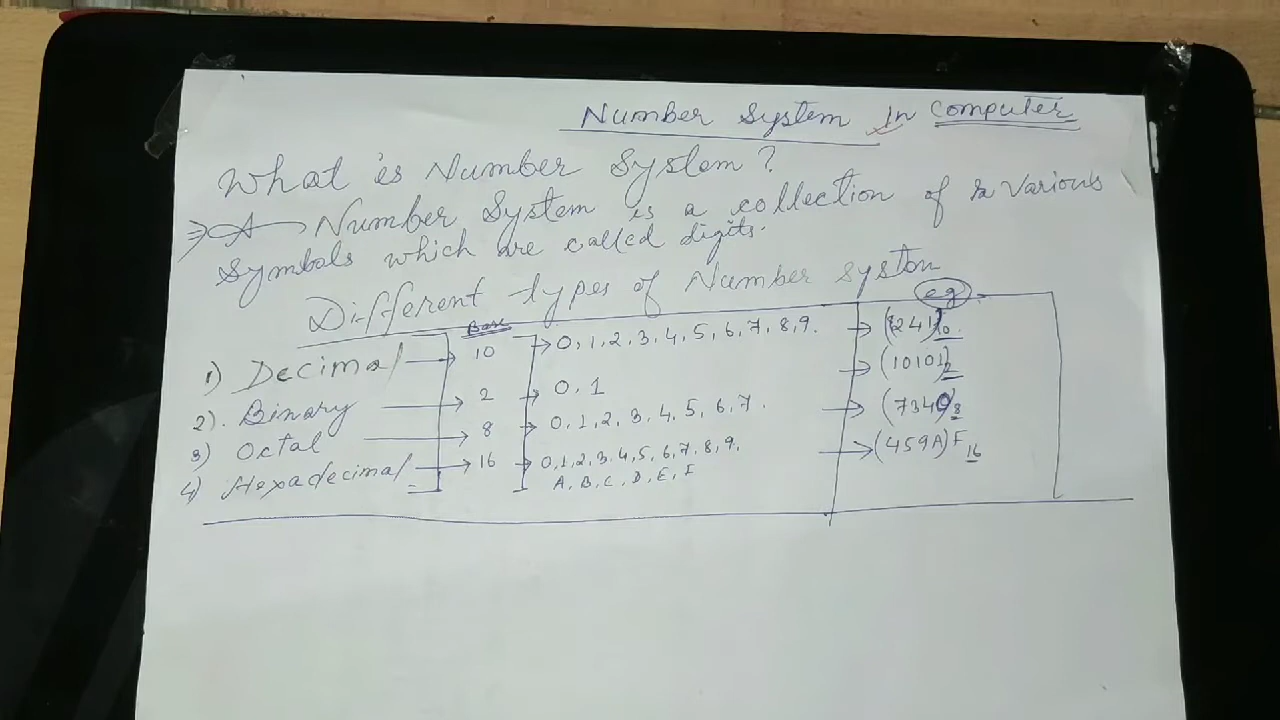 Number System in Computer
What is Number System?
⇒ A Number System is a collection of various
Symbols which are called digits.
Different types of Number systom
Base
eg
1) Decimal → 10 → 0,1,2,3,4,5,6,7,8,9. → (8241)10
2). Binary → 2 → 0,1 → (10101)2
3) Octal → 8 → 0,1,2,3,4,5,6,7. → (7340)8
4) Hexadecimal → 16 → 0,1,2,3,4,5,6,7,8,9, → (459A)F16
A,B,C,D,E,F